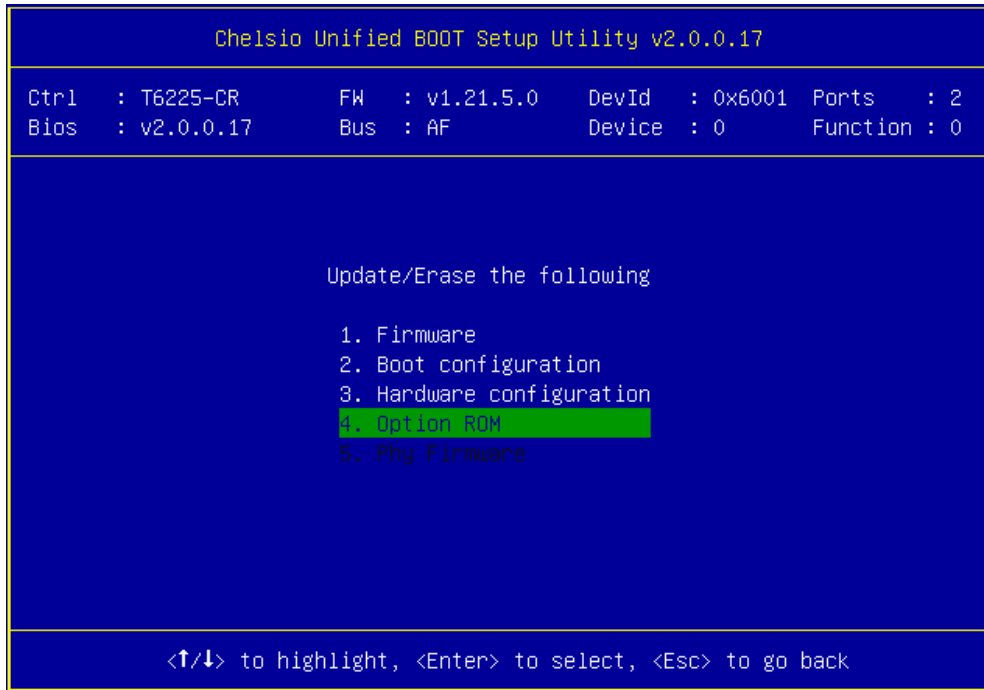 Chelsio Unified BOOT Setup Utility v2.0.0.17
Ctrl : T6225-CR FW : v1.21.5.0 DevId : 0x6001 Ports : 2
Bios : v2.0.0.17 Bus : AF Device : 0 Function : 0
Update/Erase the following
1. Firmware
2. Boot configuration
3. Hardware configuration
4. Option ROM
5. Phy Firmware
<↑/↓> to highlight, <Enter> to select, <Esc> to go back